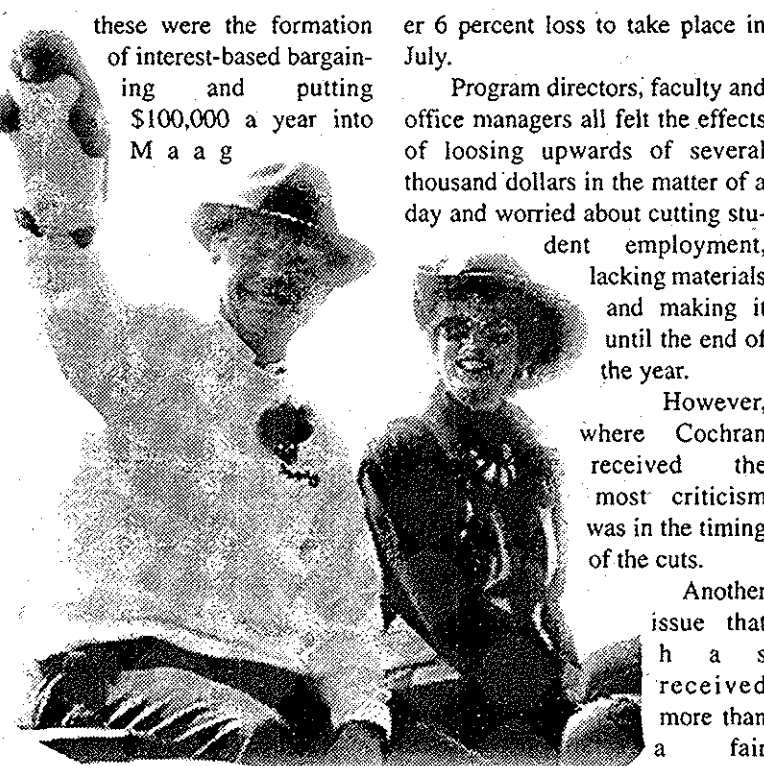 these were the formation
of interest-based bargain-
ing and putting
$100,000 a year into
M a a g
er 6 percent loss to take place in
July.
Program directors, faculty and
office managers all felt the effects
of loosing upwards of several
thousand dollars in the matter of a
day and worried about cutting stu-
dent employment,
lacking materials
and making it
until the end of
the year.
However,
where Cochran
received the
most criticism
was in the timing
of the cuts.
Another
issue that
h a s
received
more than
a fair